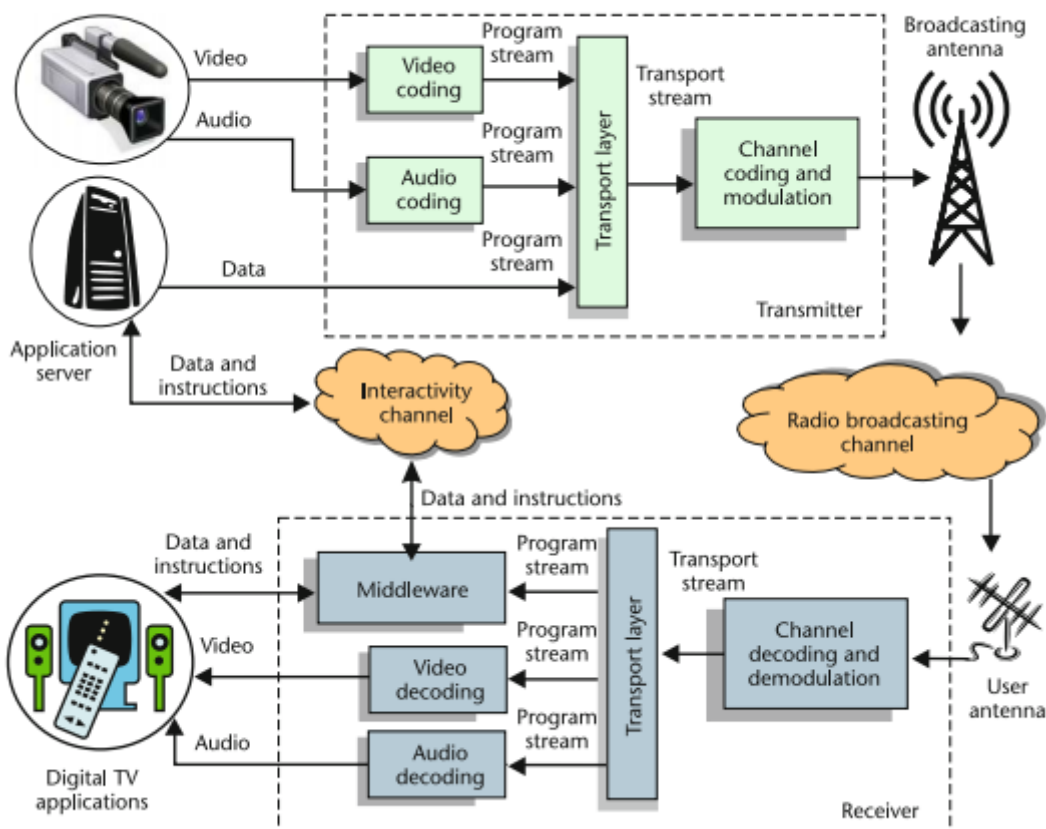 Video
Audio
Data
Application
server
Data and
instructions
Video
coding
Audio
coding
Program
stream
Program
stream
Program
stream
Transport layer
Transport
stream
Channel
coding and
modulation
Transmitter
Broadcasting
antenna
Interactivity
channel
Radio broadcasting
channel
Data and instructions
Data and
instructions
Video
Audio
Digital TV
applications
Middleware
Video
decoding
Audio
decoding
Program
stream
Program
stream
Program
stream
Transport layer
Transport
stream
Channel
decoding and
demodulation
User
antenna
Receiver